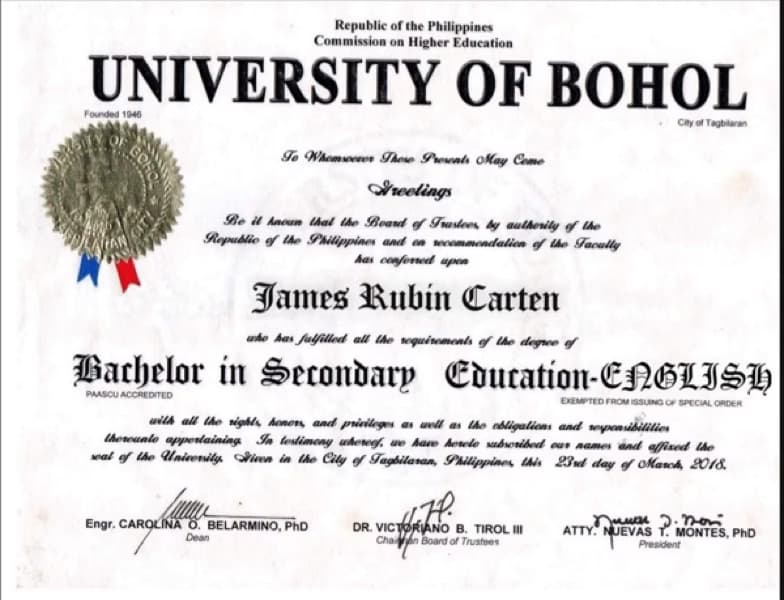 Republic of the Philippines
Commission on Higher Education
UNIVERSITY OF BOHOL
Founded 1946
City of Tagbilaran
To Whomsoever These Presents May Come
Greetings
Be it known that the Board of Trustees, by authority of the
Republic of the Philippines and on recommendation of the Faculty
has conferred upon
James Rubin Carten
who has fulfilled all the requirements of the degree of
Bachelor in Secondary Education-ENGLISH
PAASCU ACCREDITED
EXEMPTED FROM ISSUING OF SPECIAL ORDER
with all the rights, honors, and privileges as well as the obligations and responsibilities
thereunto appertaining. In testimony whereof, we have hereto subscribed our names and affixed the
seal of the University. Given in the City of Tagbilaran, Philippines, this 23rd day of March, 2018.
Engr. CAROLINA O. BELARMINO, PhD
Dean
DR. VICTORIANO B. TIROL III
Chairman Board of Trustees
ATTY. NUEVAS T. MONTES, PhD
President